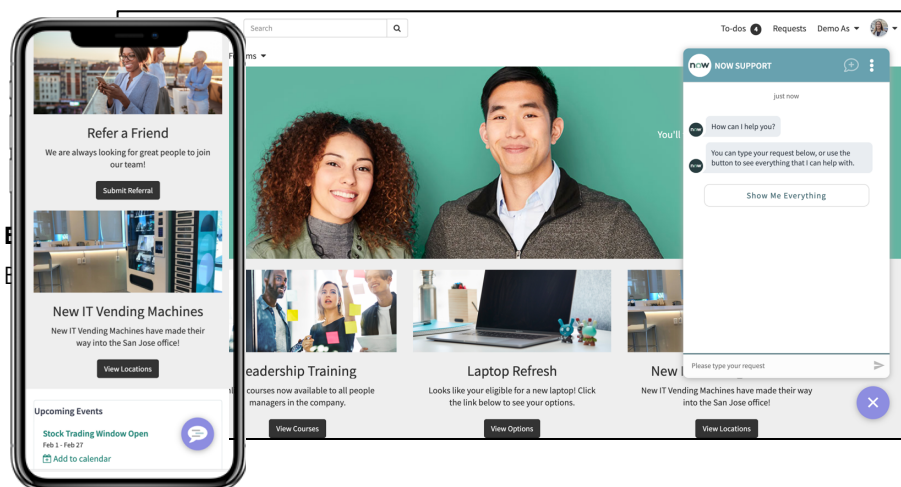 Search
To-dos 4 Requests Demo As
ms
You'll
now NOW SUPPORT
just now
now How can I help you?
now You can type your request below, or use the
button to see everything that I can help with.
Show Me Everything
Please type your request
Refer a Friend
We are always looking for great people to join
our team!
Submit Referral
New IT Vending Machines
New IT Vending Machines have made their
way into the San Jose office!
View Locations
Upcoming Events
Stock Trading Window Open
Feb 1 - Feb 27
Add to calendar
eadership Training
courses now available to all people
managers in the company.
View Courses
Laptop Refresh
Looks like your eligible for a new laptop! Click
the link below to see your options.
View Options
New
New IT Vending Machines have made their way
into the San Jose office!
View Locations